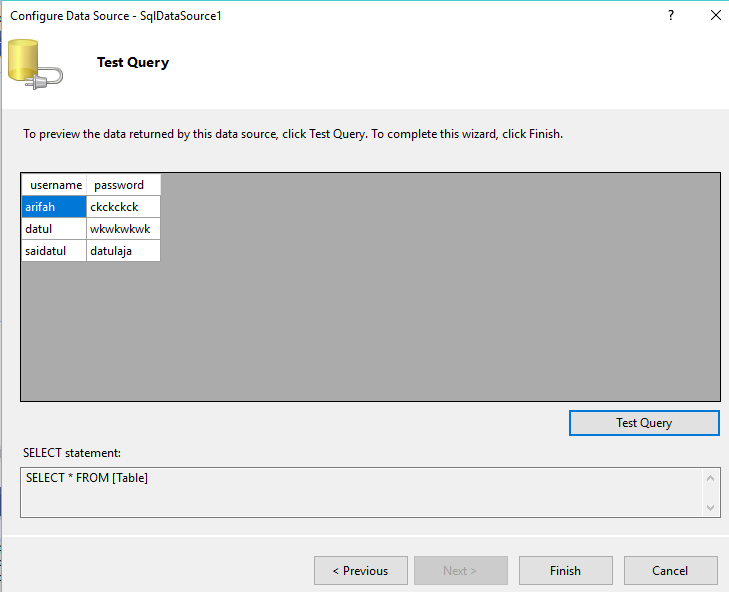 Configure Data Source - SqlDataSource1
?
Test Query
To preview the data returned by this data source, click Test Query. To complete this wizard, click Finish.
username password
arifah ckckckck
datul wkwkwkwk
saidatul datulaja
Test Query
SELECT statement:
SELECT * FROM [Table]
< Previous Next > Finish Cancel